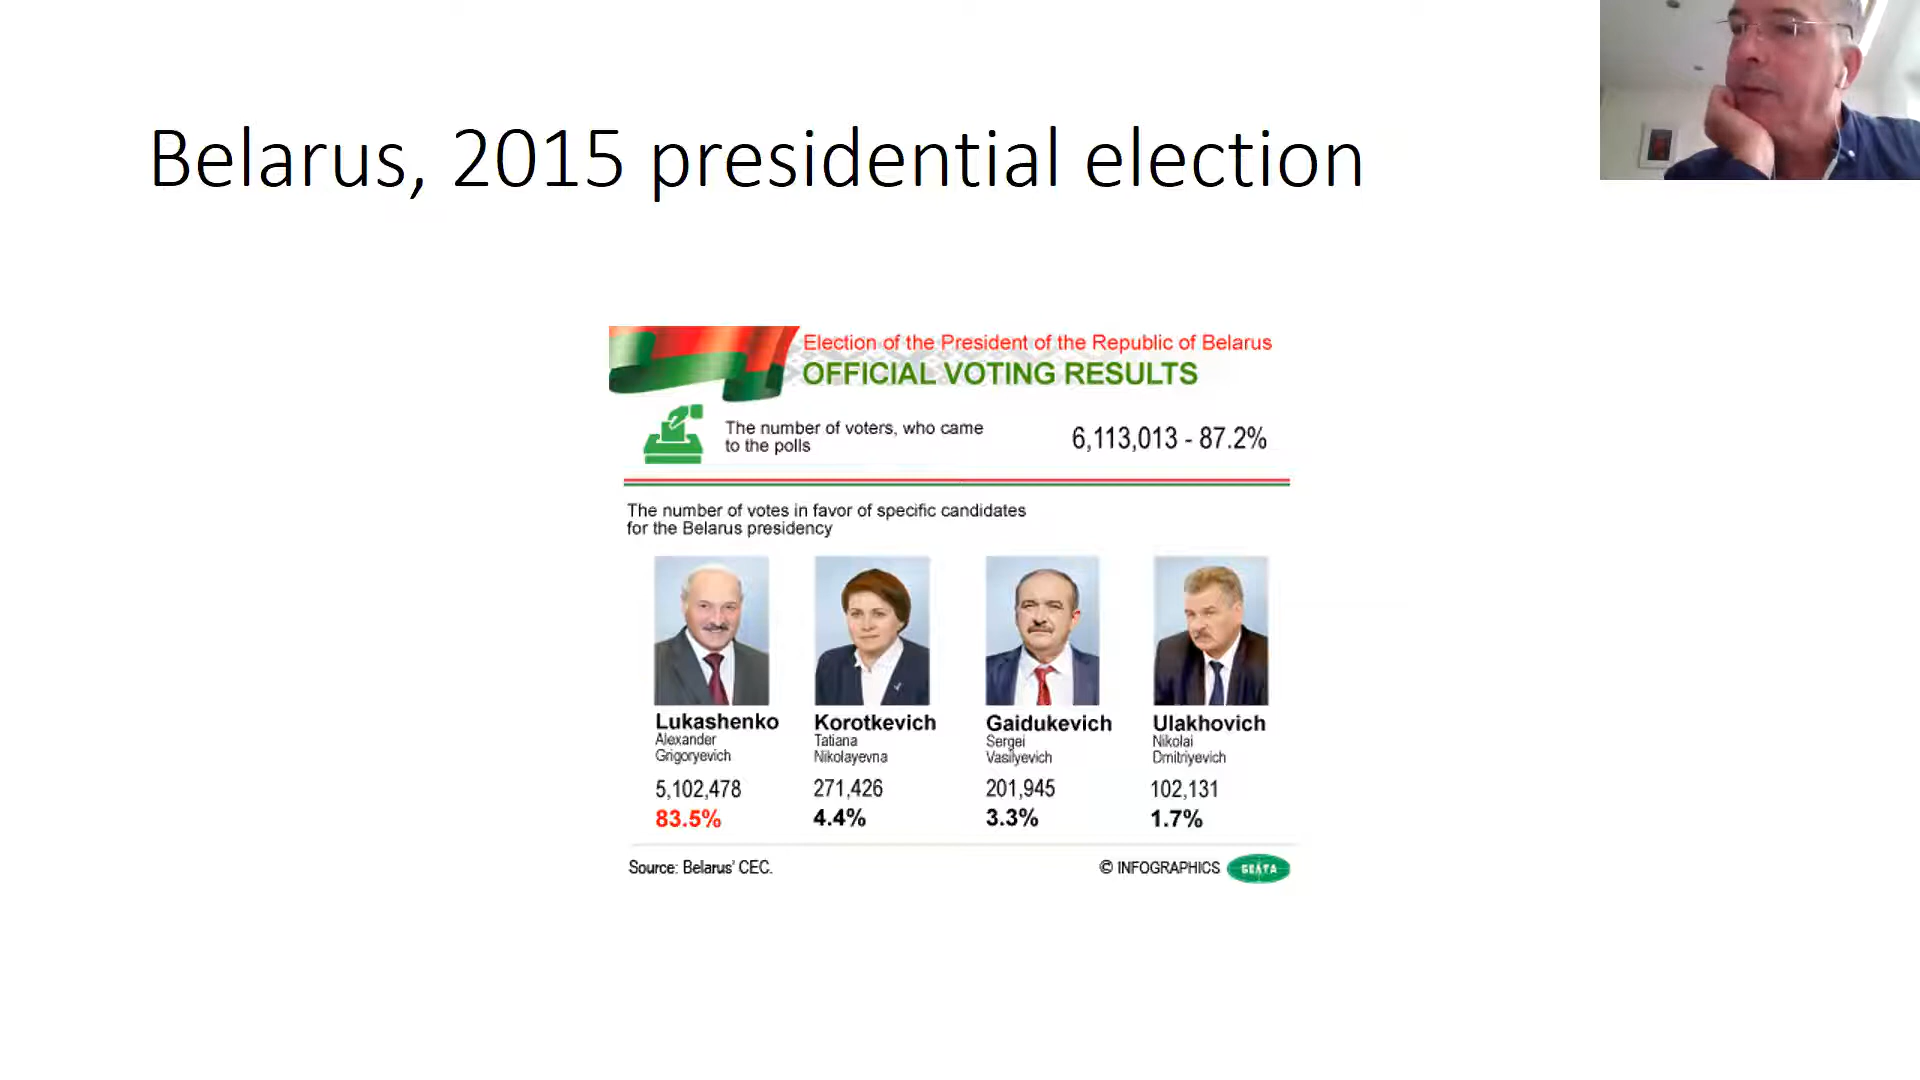 Belarus, 2015 presidential election
Election of the President of the Republic of Belarus
OFFICIAL VOTING RESULTS
The number of voters, who came
to the polls
6,113,013 - 87.2%
The number of votes in favor of specific candidates
for the Belarus presidency
Lukashenko
Alexander
Grigoryevich
5,102,478
83.5%
Korotkevich
Tatiana
Nikolayevna
271,426
4.4%
Gaidukevich
Sergei
Vasilyevich
201,945
3.3%
Ulakhovich
Nikolai
Dmitriyevich
102,131
1.7%
Source: Belarus' CEC.
© INFOGRAPHICS
БЕЛТА